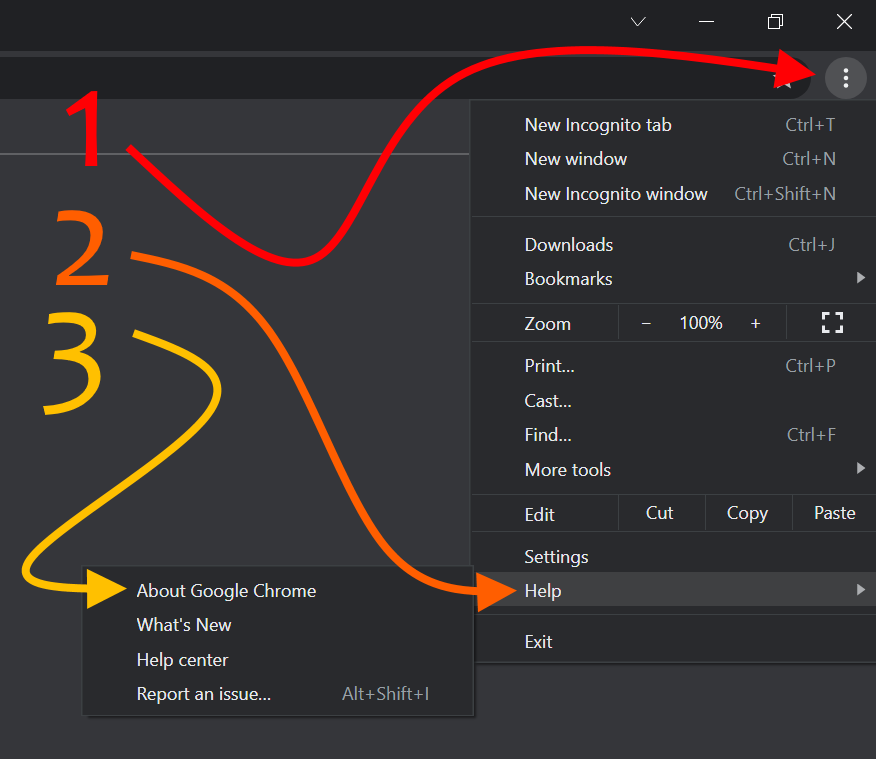 1
New Incognito tab Ctrl+T
New window Ctrl+N
New Incognito window Ctrl+Shift+N
2
Downloads Ctrl+J
Bookmarks
Zoom − 100% +
3
Print... Ctrl+P
Cast...
Find... Ctrl+F
More tools
Edit Cut Copy Paste
Settings
Help
Exit
About Google Chrome
What's New
Help center
Report an issue... Alt+Shift+I